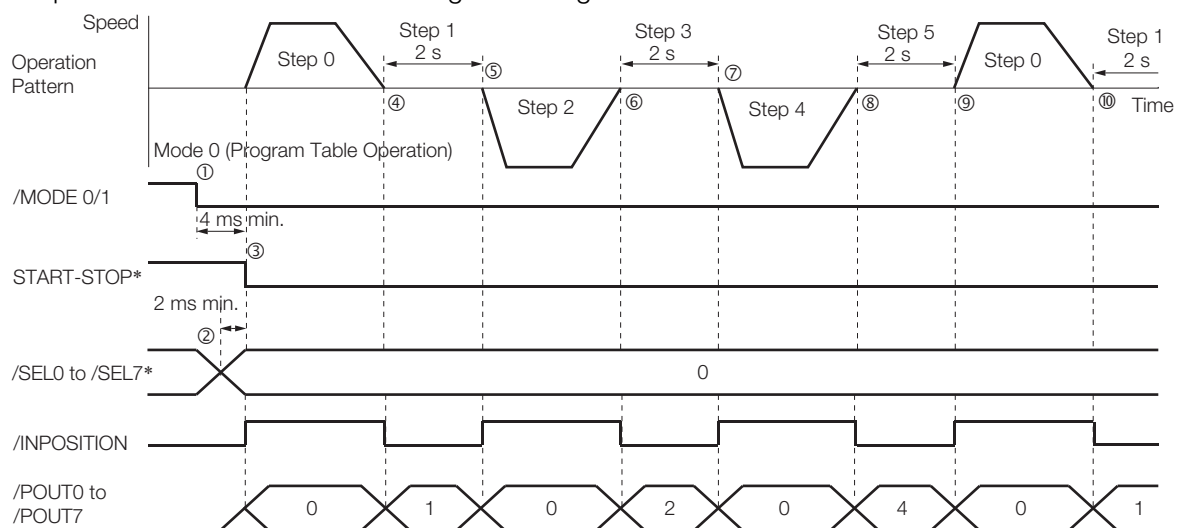 Speed
Operation
Pattern
Step 0
Step 1
2 s
Step 2
Step 3
2 s
Step 4
Step 5
2 s
Step 0
Step 1
2 s
④
⑤
⑥
⑦
⑧
⑨
⑩
Time
Mode 0 (Program Table Operation)
①
/MODE 0/1
4 ms min.
③
START-STOP*
2 ms min.
②
/SEL0 to /SEL7*
0
/INPOSITION
/POUT0 to
/POUT7
0 1 0 2 0 4 0 1